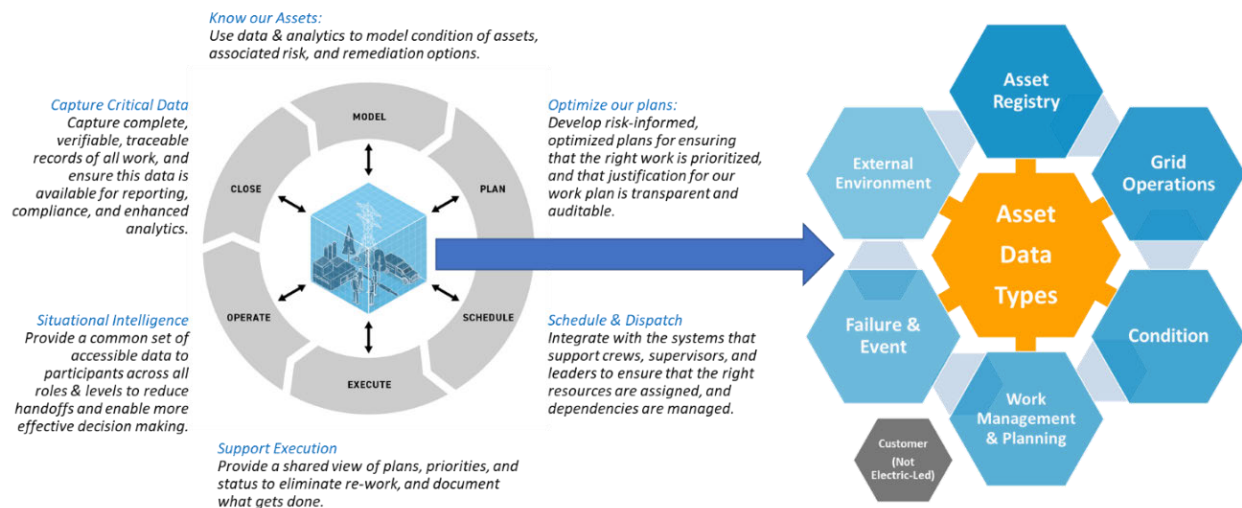 Know our Assets:
Use data & analytics to model condition of assets,
associated risk, and remediation options.
Capture Critical Data
Capture complete,
verifiable, traceable
records of all work, and
ensure this data is
available for reporting,
compliance, and enhanced
analytics.
Situational Intelligence
Provide a common set of
accessible data to
participants across all
roles & levels to reduce
handoffs and enable more
effective decision making.
MODEL
PLAN
SCHEDULE
EXECUTE
OPERATE
CLOSE
Optimize our plans:
Develop risk-informed,
optimized plans for ensuring
that the right work is prioritized,
and that justification for our
work plan is transparent and
auditable.
Schedule & Dispatch
Integrate with the systems that
support crews, supervisors, and
leaders to ensure that the right
resources are assigned, and
dependencies are managed.
Support Execution
Provide a shared view of plans, priorities, and
status to eliminate re-work, and document
what gets done.
Asset
Registry
Grid
Operations
Condition
Work
Management
& Planning
Failure &
Event
External
Environment
Asset
Data
Types
Customer
(Not
Electric-Led)